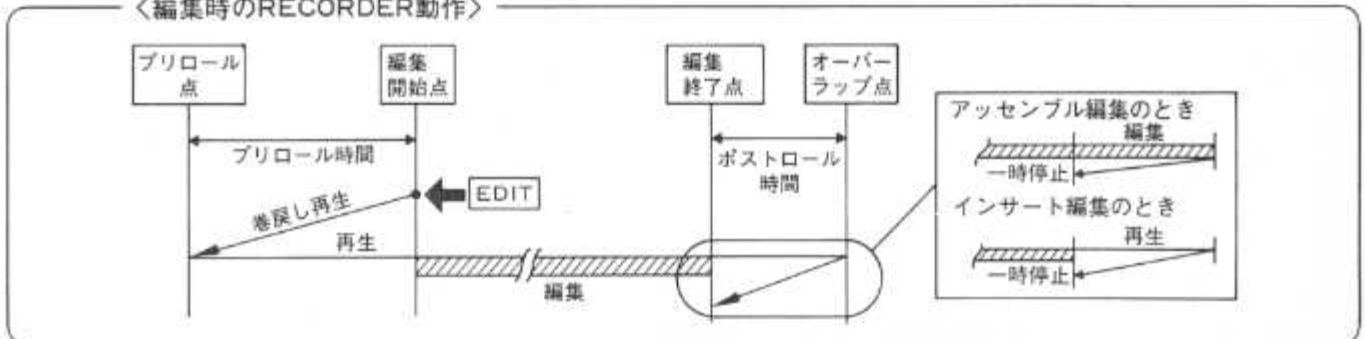 〈編集時のRECORDER動作〉
プリロール
点
編集
開始点
編集
終了点
オーバー
ラップ点
プリロール時間
ポストロール
時間
EDIT
巻戻し再生
再生
編集
アッセンブル編集のとき
編集
一時停止
インサート編集のとき
再生
一時停止